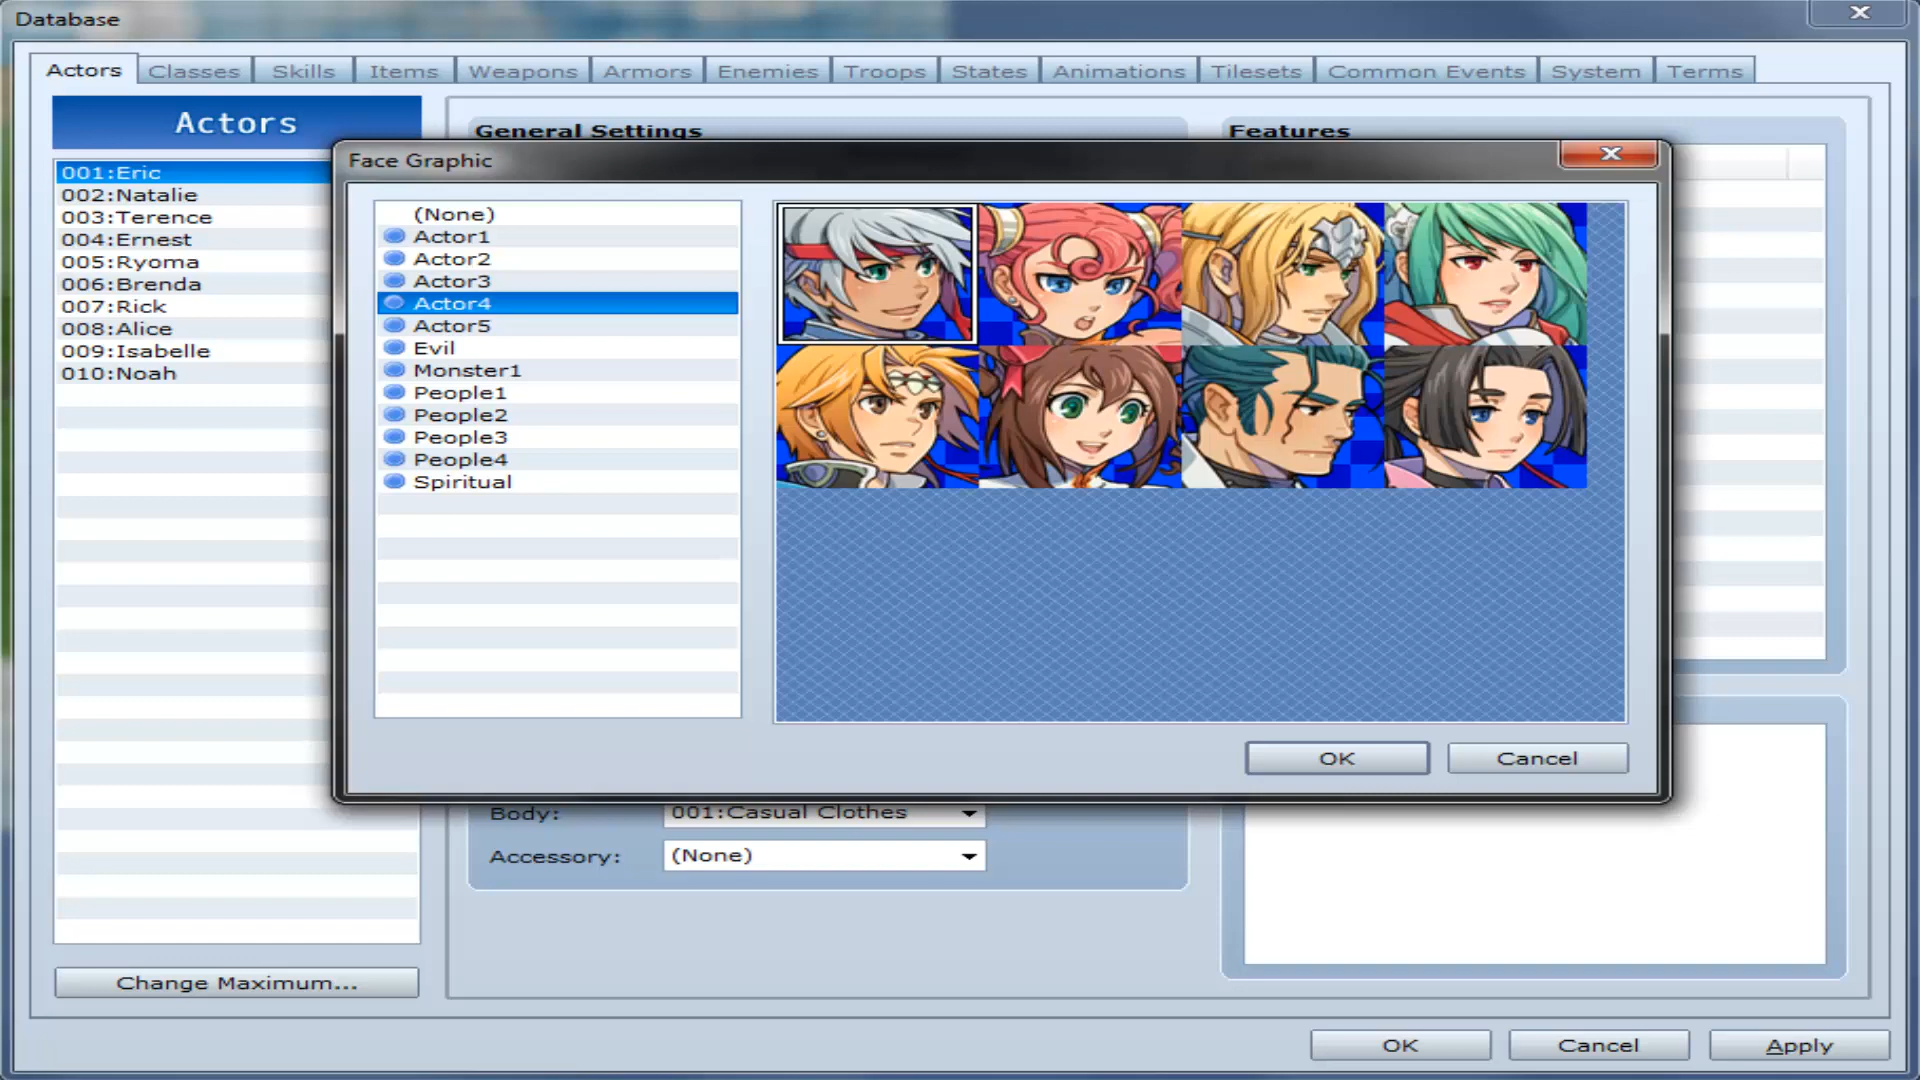 Database
Actors Classes Skills Items Weapons Armors Enemies Troops States Animations Tilesets Common Events System Terms
Actors
General Settings
Features
001:Eric
002:Natalie
003:Terence
004:Ernest
005:Ryoma
006:Brenda
007:Rick
008:Alice
009:Isabelle
010:Noah
Change Maximum...
Face Graphic
(None)
Actor1
Actor2
Actor3
Actor4
Actor5
Evil
Monster1
People1
People2
People3
People4
Spiritual
OK Cancel
Body: 001:Casual Clothes
Accessory: (None)
OK Cancel Apply